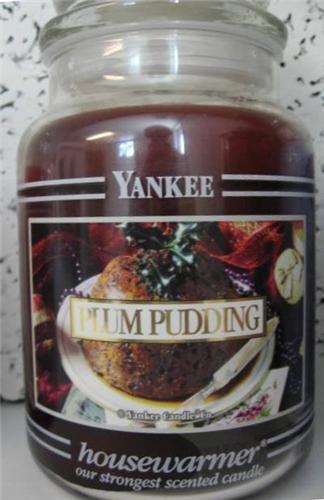 YANKEE
PLUM PUDDING
© Yankee Candle Co.
housewarmer®
our strongest scented candle